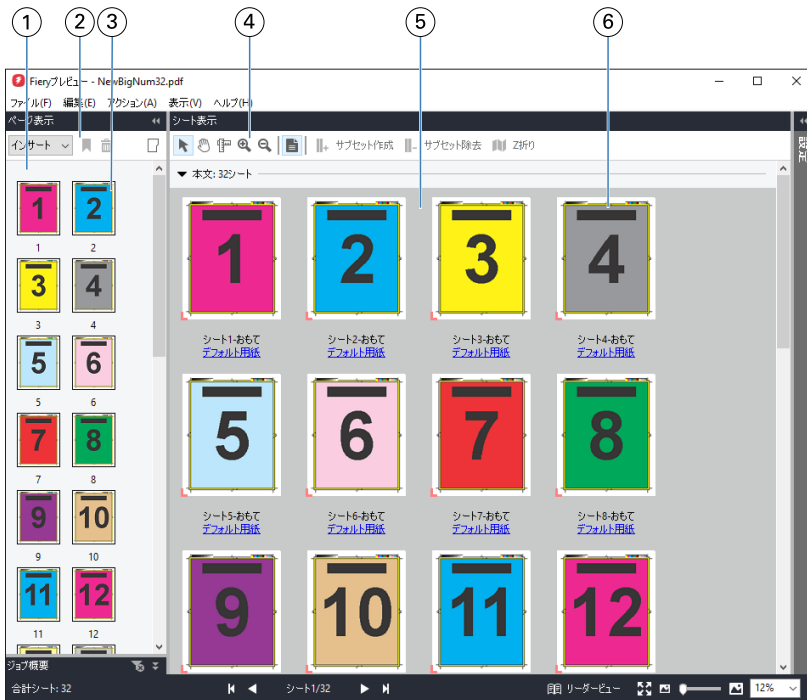 1 2 3 4 5 6
Fieryプレビュー - NewBigNum32.pdf
ファイル(F) 編集(E) アクション(A) 表示(V) ヘルプ(H)
ページ表示
シート表示
設定
インサート
サブセット作成 サブセット除去 Z折り
本文: 32シート
1 2
1 2
3 4
3 4
5 6
5 6
7 8
7 8
9 10
9 10
11 12
11 12
1 2 3 4
シート1-おもて シート2-おもて シート3-おもて シート4-おもて
デフォルト用紙 デフォルト用紙 デフォルト用紙 デフォルト用紙
5 6 7 8
シート5-おもて シート6-おもて シート7-おもて シート8-おもて
デフォルト用紙 デフォルト用紙 デフォルト用紙 デフォルト用紙
9 10 11 12
ジョブ概要
合計シート: 32
シート1/32
リーダービュー
12%